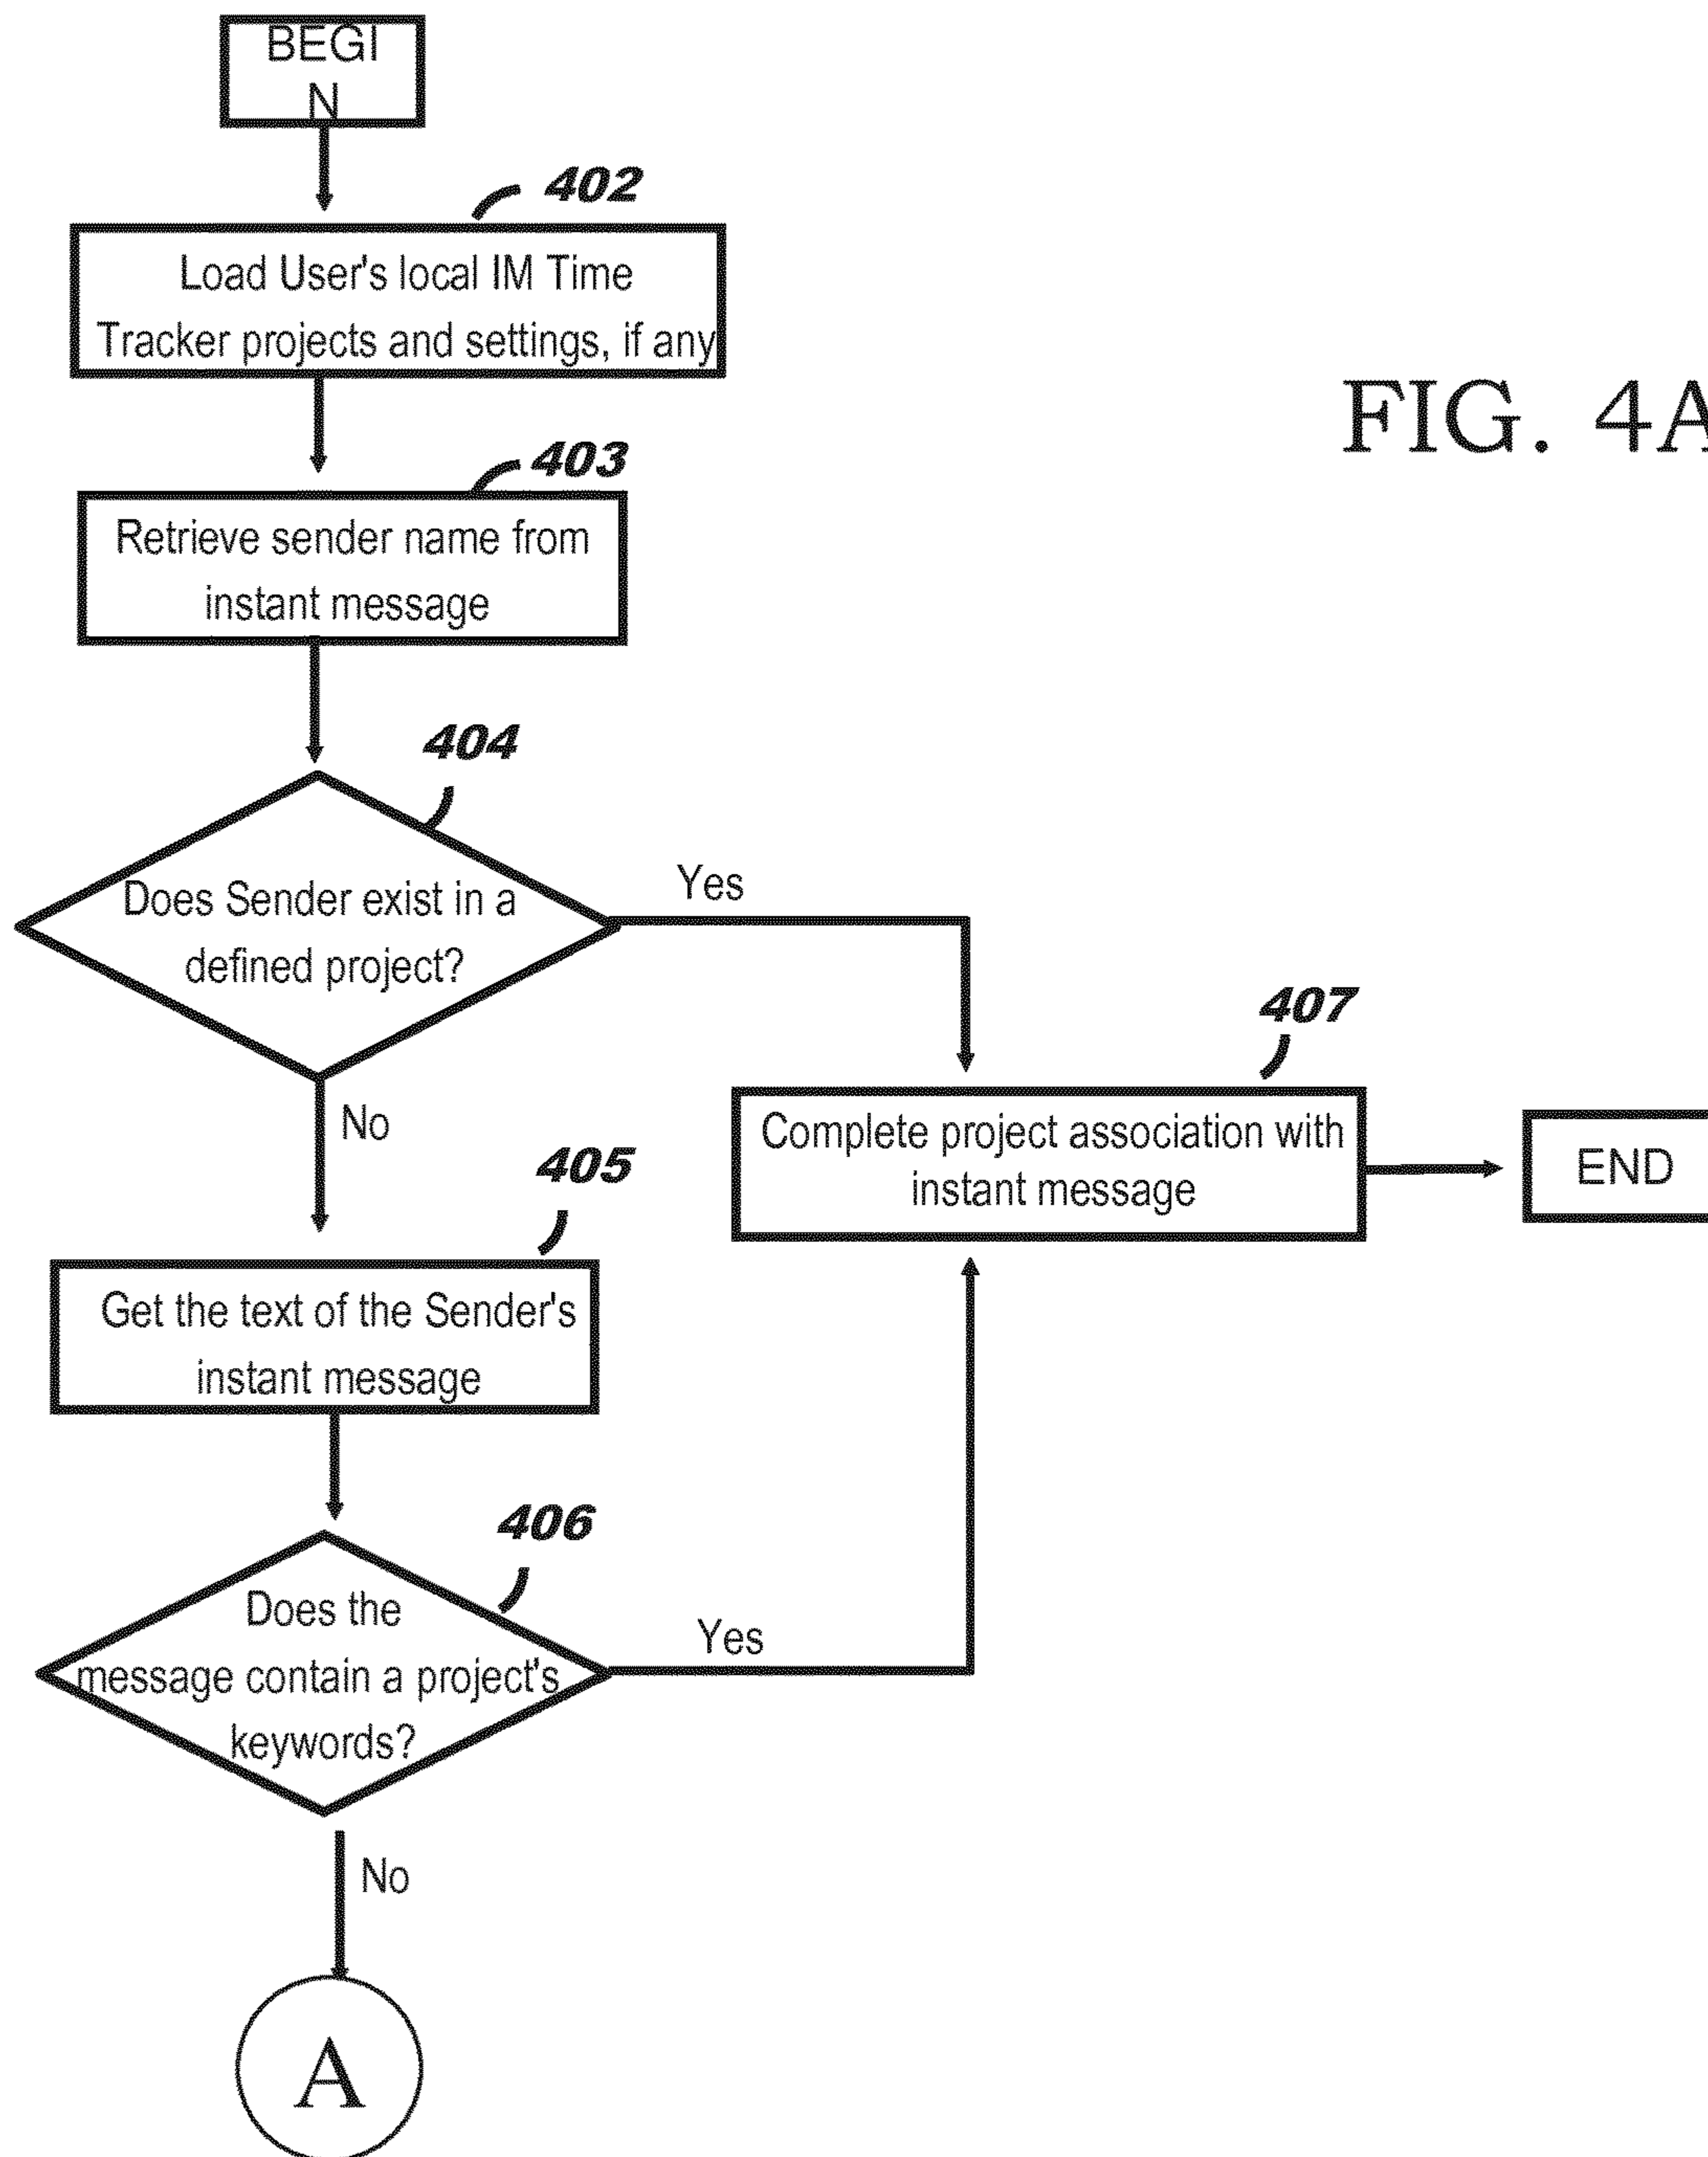 BEGI
N
402
Load User's local IM Time
Tracker projects and settings, if any
FIG. 4A
403
Retrieve sender name from
instant message
404
Does Sender exist in a
defined project?
Yes
No
407
Complete project association with
instant message
END
405
Get the text of the Sender's
instant message
406
Does the
message contain a project's
keywords?
Yes
No
A